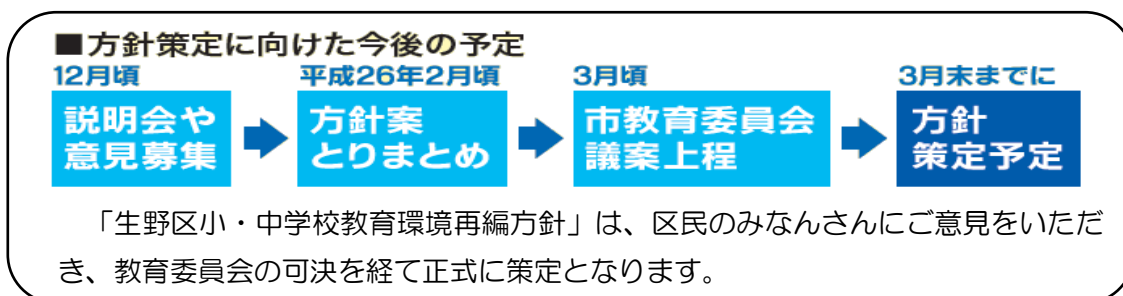 ■方針策定に向けた今後の予定
12月頃
平成26年2月頃
3月頃
3月末までに
説明会や
意見募集
方針案
とりまとめ
市教育委員会
議案上程
方針
策定予定
「生野区小・中学校教育環境再編方針」は、区民のみなんさんにご意見をいただ
き、教育委員会の可決を経て正式に策定となります。